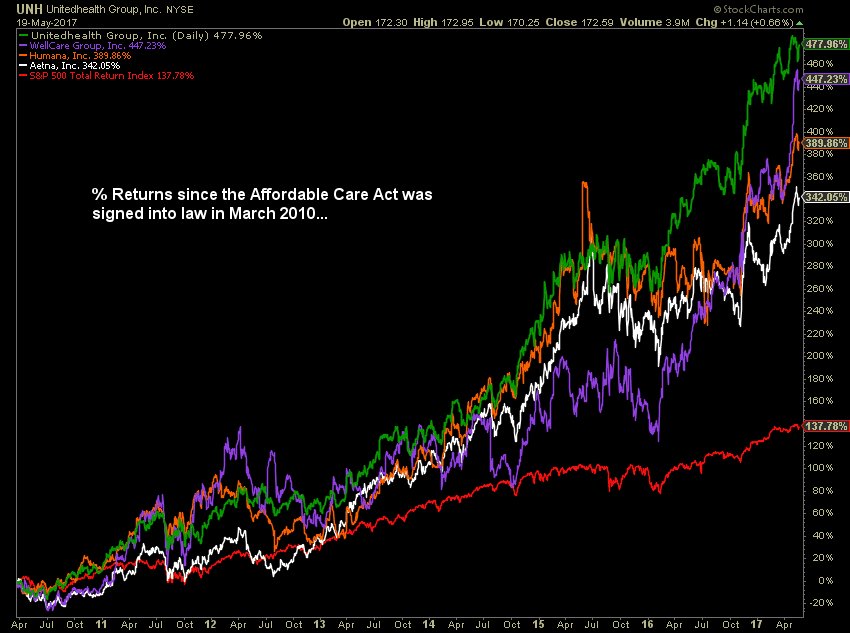 UNH Unitedhealth Group, Inc. NYSE © StockCharts.com
19-May-2017 Open 172.30 High 172.95 Low 170.25 Close 172.59 Volume 3.9M Chg +1.14 (+0.66%) ▲
Unitedhealth Group, Inc. (Daily) 477.96%
WellCare Group, Inc. 447.23%
Humana, Inc. 389.86%
Aetna, Inc. 342.05%
S&P 500 Total Return Index 137.78%
% Returns since the Affordable Care Act was
signed into law in March 2010...
477.96%
460%
447.23%
440%
420%
400%
389.86%
380%
360%
342.05%
320%
300%
280%
260%
240%
220%
200%
180%
160%
137.78%
120%
100%
80%
60%
40%
20%
0%
-20%
Apr Jul Oct 11 Apr Jul Oct 12 Apr Jul Oct 13 Apr Jul Oct 14 Apr Jul Oct 15 Apr Jul Oct 16 Apr Jul Oct 17 Apr